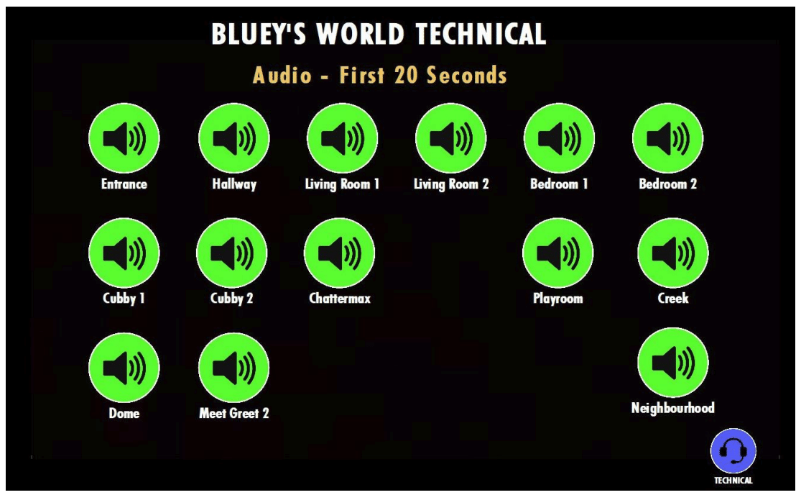 BLUEY'S WORLD TECHNICAL
Audio - First 20 Seconds
Entrance
Hallway
Living Room 1
Living Room 2
Bedroom 1
Bedroom 2
Cubby 1
Cubby 2
Chattermax
Playroom
Creek
Dome
Meet Greet 2
Neighbourhood
TECHNICAL